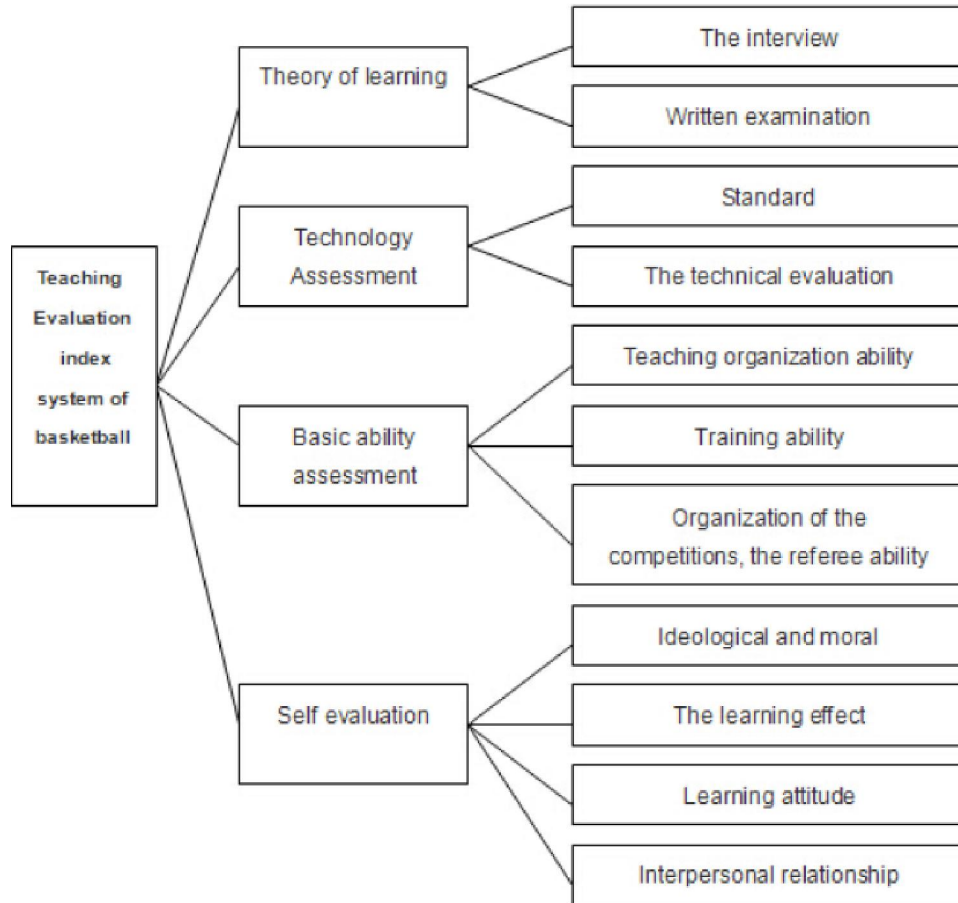 Teaching
Evaluation
index
system of
basketball
Theory of learning
The interview
Written examination
Technology
Assessment
Standard
The technical evaluation
Basic ability
assessment
Teaching organization ability
Training ability
Organization of the
competitions, the referee ability
Self evaluation
Ideological and moral
The learning effect
Learning attitude
Interpersonal relationship